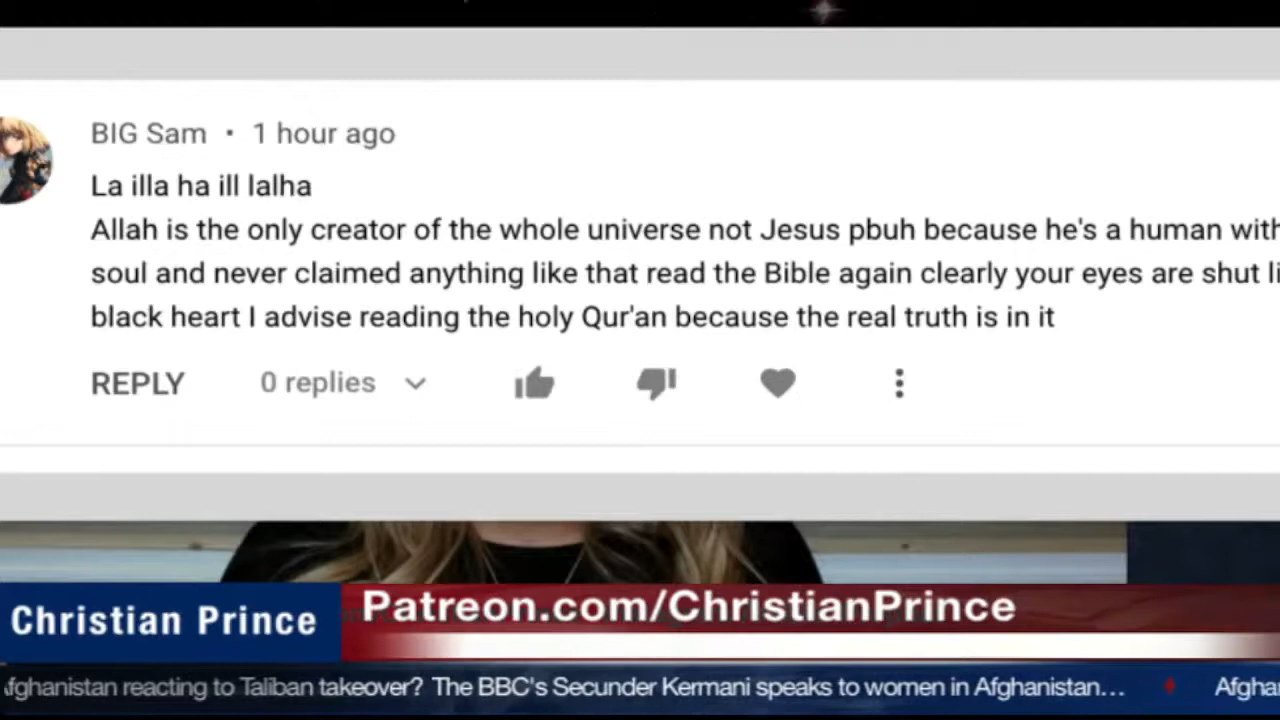 BIG Sam • 1 hour ago
La illa ha ill lalha
Allah is the only creator of the whole universe not Jesus pbuh because he's a human with
soul and never claimed anything like that read the Bible again clearly your eyes are shut
black heart I advise reading the holy Qur'an because the real truth is in it
REPLY 0 replies
Patreon.com/ChristianPrince
Christian Prince
fghanistan reacting to Taliban takeover? The BBC's Secunder Kermani speaks to women in Afghanistan... Afgha